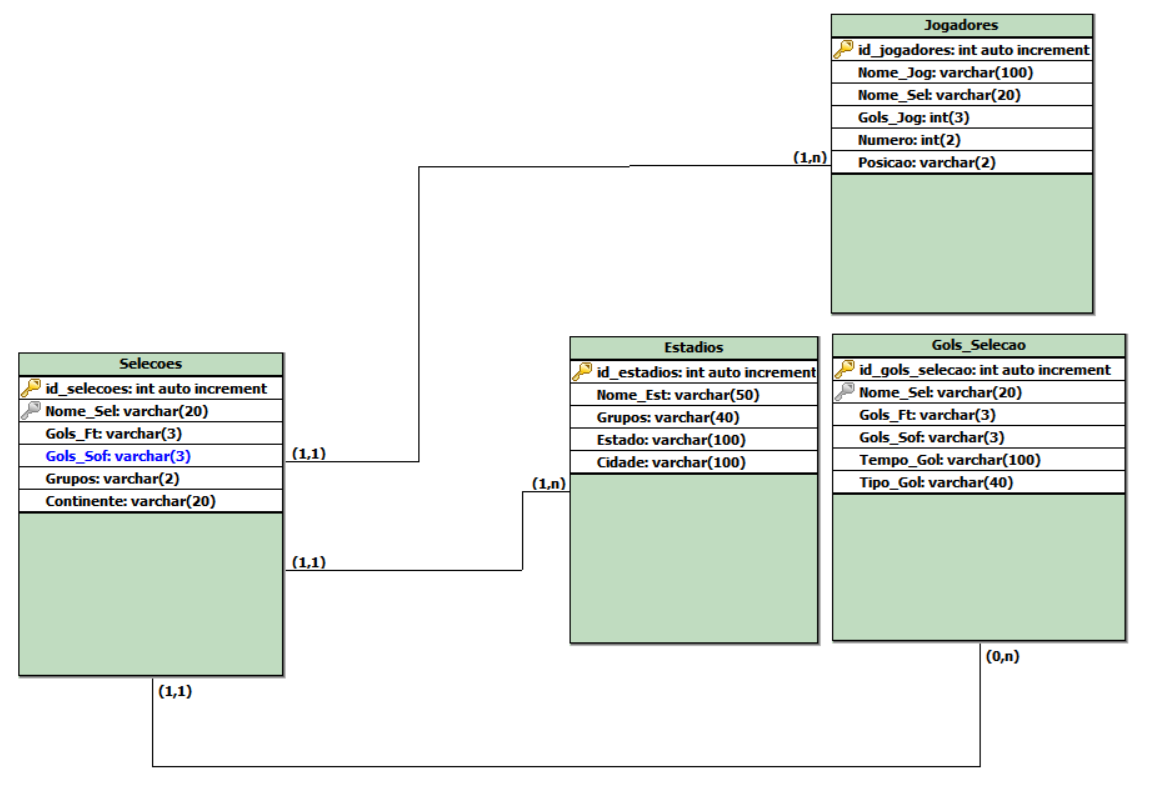 Jogadores
id_jogadores: int auto increment
Nome_Jog: varchar(100)
Nome_Sel: varchar(20)
Gols_Jog: int(3)
Numero: int(2)
Posicao: varchar(2)
(1,n)
Selecoes
id_selecoes: int auto increment
Nome_Sel: varchar(20)
Gols_Ft: varchar(3)
Gols_Sof: varchar(3)
Grupos: varchar(2)
Continente: varchar(20)
(1,1)
(1,1)
(1,1)
Estadios
id_estadios: int auto increment
Nome_Est: varchar(50)
Grupos: varchar(40)
Estado: varchar(100)
Cidade: varchar(100)
(1,n)
Gols_Selecao
id_gols_selecao: int auto increment
Nome_Sel: varchar(20)
Gols_Ft: varchar(3)
Gols_Sof: varchar(3)
Tempo_Gol: varchar(100)
Tipo_Gol: varchar(40)
(0,n)